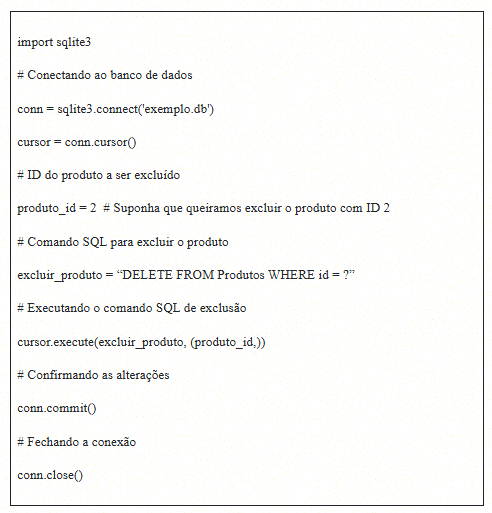 import sqlite3
# Conectando ao banco de dados
conn = sqlite3.connect('exemplo.db')
cursor = conn.cursor()
# ID do produto a ser excluído
produto_id = 2  # Suponha que queiramos excluir o produto com ID 2
# Comando SQL para excluir o produto
excluir_produto = “DELETE FROM Produtos WHERE id = ?”
# Executando o comando SQL de exclusão
cursor.execute(excluir_produto, (produto_id,))
# Confirmando as alterações
conn.commit()
# Fechando a conexão
conn.close()